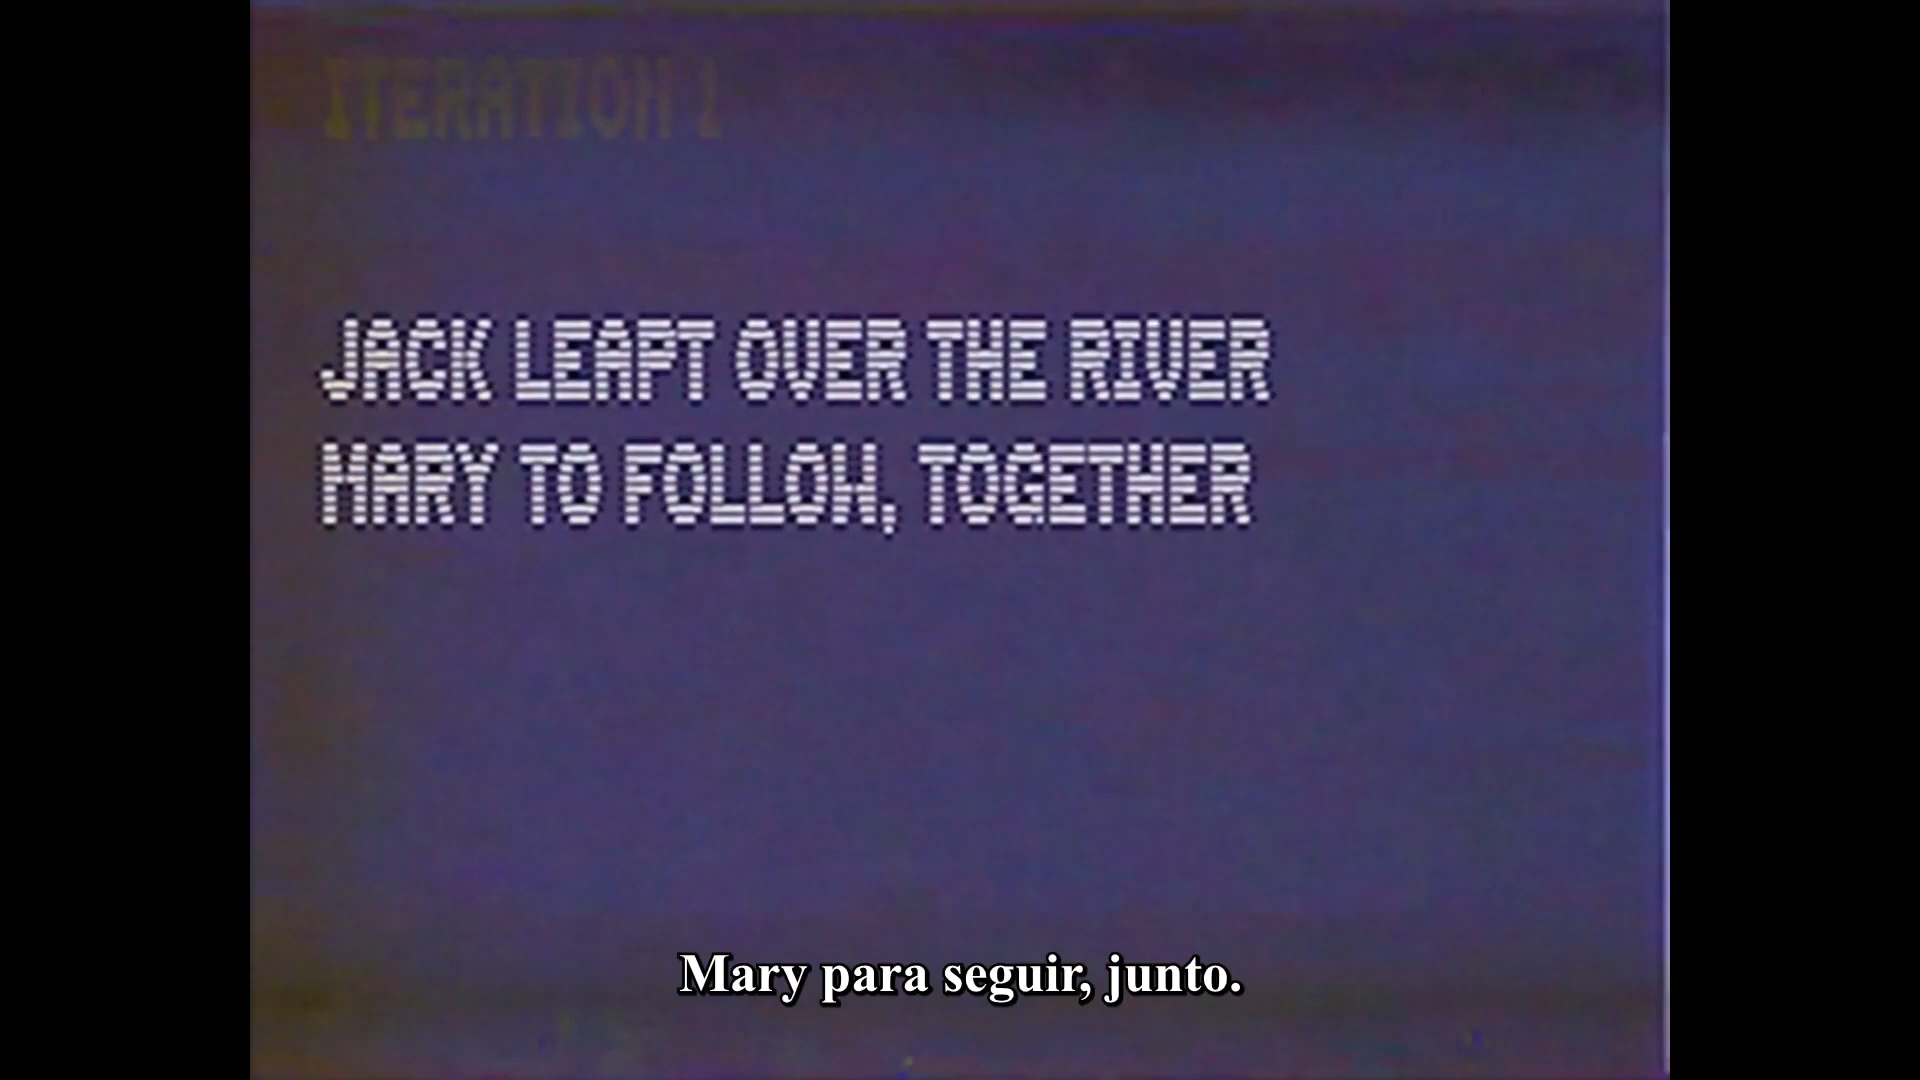 ITERATION 1
JACK LEAPT OVER THE RIVER
MARY TO FOLLOW, TOGETHER
Mary para seguir, junto.